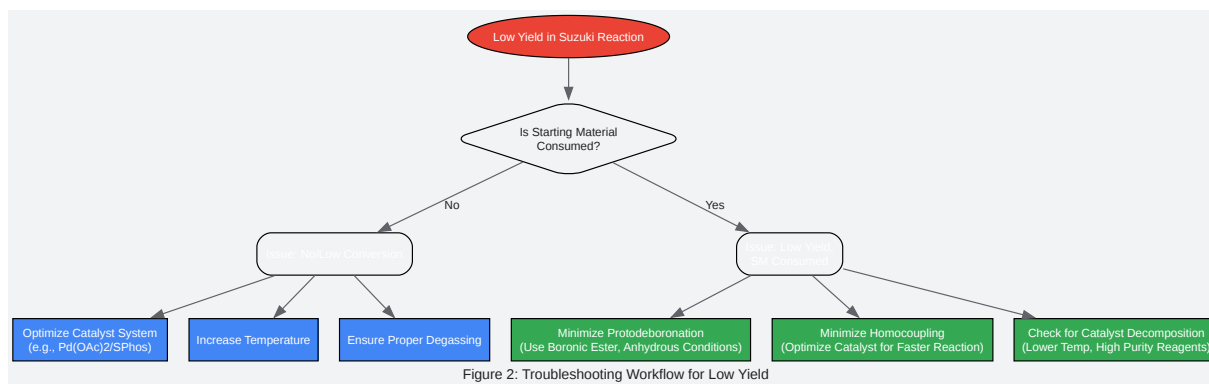 Low Yield in Suzuki Reaction
Is Starting Material
Consumed?
No
Yes
Issue: No/Low Conversion
Issue: Low Yield,
SM Consumed
Optimize Catalyst System
(e.g., Pd(OAc)2/SPhos)
Increase Temperature
Ensure Proper Degassing
Minimize Protodeboronation
(Use Boronic Ester, Anhydrous Conditions)
Minimize Homocoupling
(Optimize Catalyst for Faster Reaction)
Check for Catalyst Decomposition
(Lower Temp, High Purity Reagents)
Figure 2: Troubleshooting Workflow for Low Yield